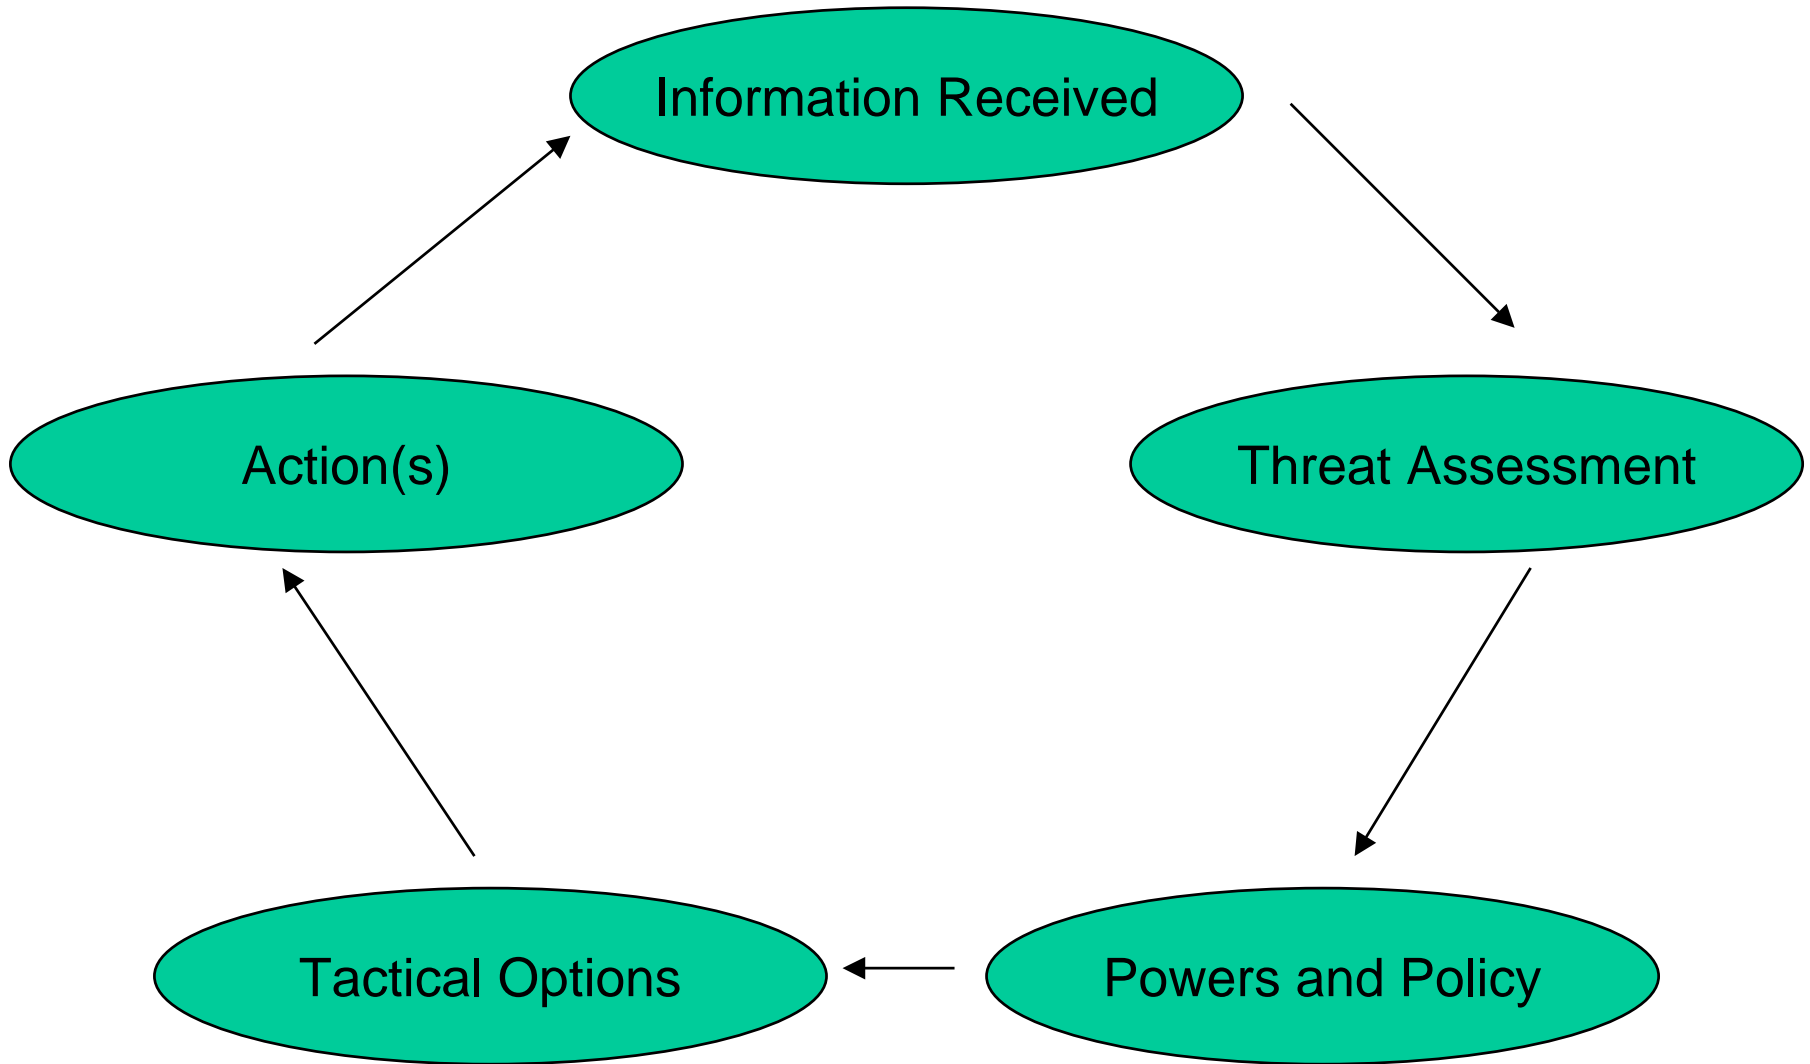 Information Received
Action(s)
Threat Assessment
Tactical Options
Powers and Policy